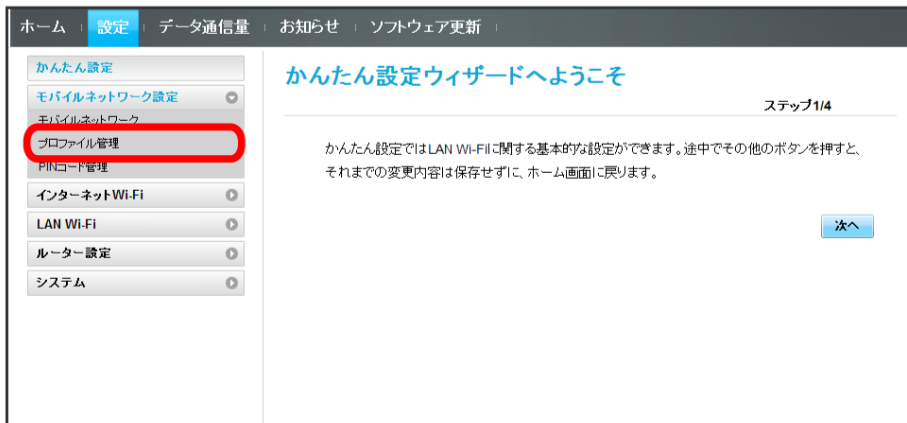 ホーム 設定 データ通信量 お知らせ ソフトウェア更新
かんたん設定
モバイルネットワーク設定
モバイルネットワーク
プロファイル管理
PINコード管理
インターネットWi-Fi
LAN Wi-Fi
ルーター設定
システム
かんたん設定ウィザードへようこそ
ステップ1/4
かんたん設定ではLAN Wi-Fiに関する基本的な設定ができます。途中でその他のボタンを押すと、
それまでの変更内容は保存せずに、ホーム画面に戻ります。
次へ